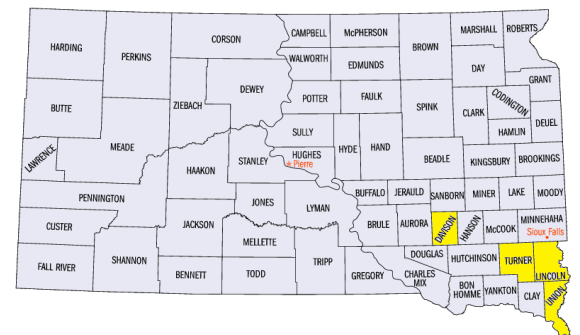 HARDING
PERKINS
CORSON
CAMPBELL
McPHERSON
BROWN
MARSHALL
ROBERTS
WALWORTH
EDMUNDS
DAY
BUTTE
ZIEBACH
DEWEY
POTTER
FAULK
SPINK
CLARK
CODINGTON
GRANT
HAMLIN
DEUEL
LAWRENCE
MEADE
SULLY
HUGHES
Pierre
HYDE
HAND
BEADLE
KINGSBURY
BROOKINGS
HAAKON
STANLEY
PENNINGTON
JONES
LYMAN
BUFFALO
JERAULD
SANBORN
MINER
LAKE
MOODY
CUSTER
JACKSON
MELLETTE
BRULE
AURORA
DAVISON
HANSON
McCOOK
MINNEHAHA
Sioux Falls
FALL RIVER
SHANNON
BENNETT
TODD
TRIPP
GREGORY
DOUGLAS
CHARLES
MIX
HUTCHINSON
TURNER
LINCOLN
BON
HOMME
YANKTON
CLAY
UNION